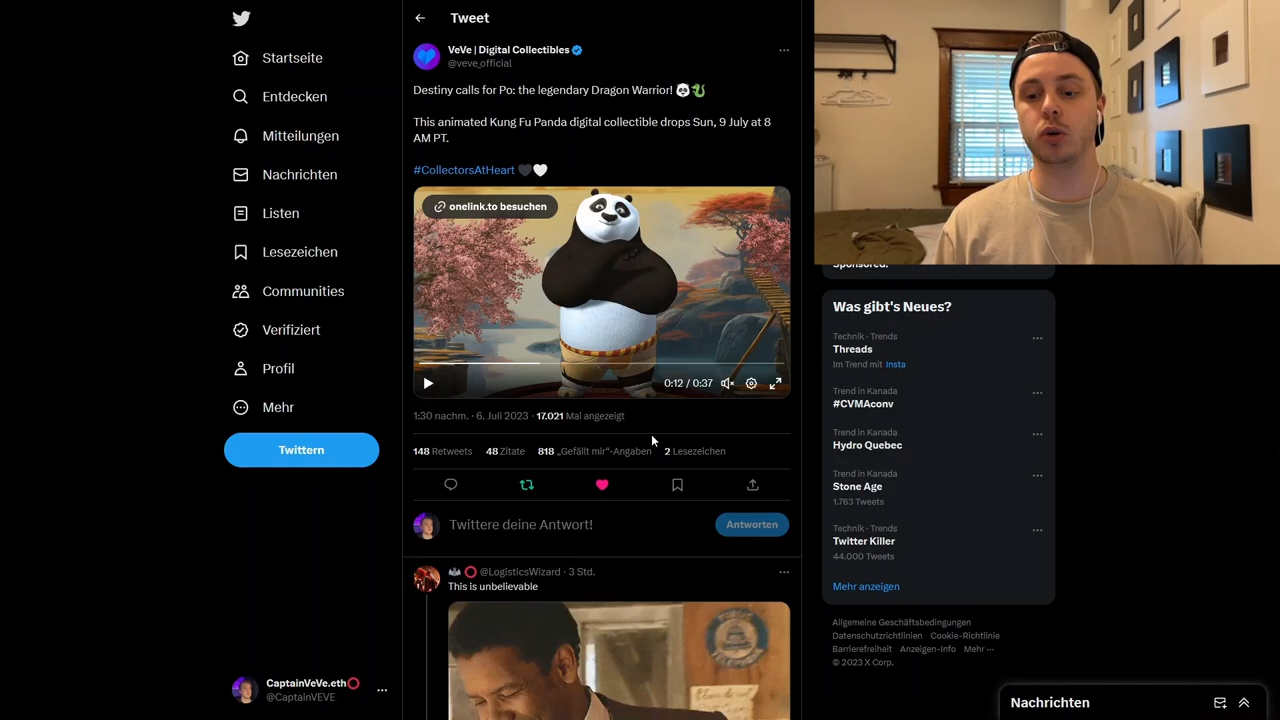 Tweet
Startseite
Entdecken
Mitteilungen
Nachrichten
Listen
Lesezeichen
Communities
Verifiziert
Profil
Mehr
Twittern
CaptainVeVe.eth
@CaptainVEVE
VeVe | Digital Collectibles
@veve_official
Destiny calls for Po: the legendary Dragon Warrior!
This animated Kung Fu Panda digital collectible drops Sun, 9 July at 8
AM PT.
#CollectorsAtHeart
onelink.to besuchen
0:12 / 0:37
1:30 nachm. · 6. Juli 2023 · 17.021 Mal angezeigt
148 Retweets 48 Zitate 818 „Gefällt mir“-Angaben 2 Lesezeichen
Twittere deine Antwort!
Antworten
@LogisticsWizard · 3 Std.
This is unbelievable
Sponsored.
Was gibt's Neues?
Technik · Trends
Threads
Im Trend mit Insta
Trend in Kanada
#CVMAconv
Trend in Kanada
Hydro Quebec
Trend in Kanada
Stone Age
1.763 Tweets
Technik · Trends
Twitter Killer
44.000 Tweets
Mehr anzeigen
Allgemeine Geschäftsbedingungen
Datenschutzrichtlinien Cookie-Richtlinie
Barrierefreiheit Anzeigen-Info Mehr ···
© 2023 X Corp.
Nachrichten